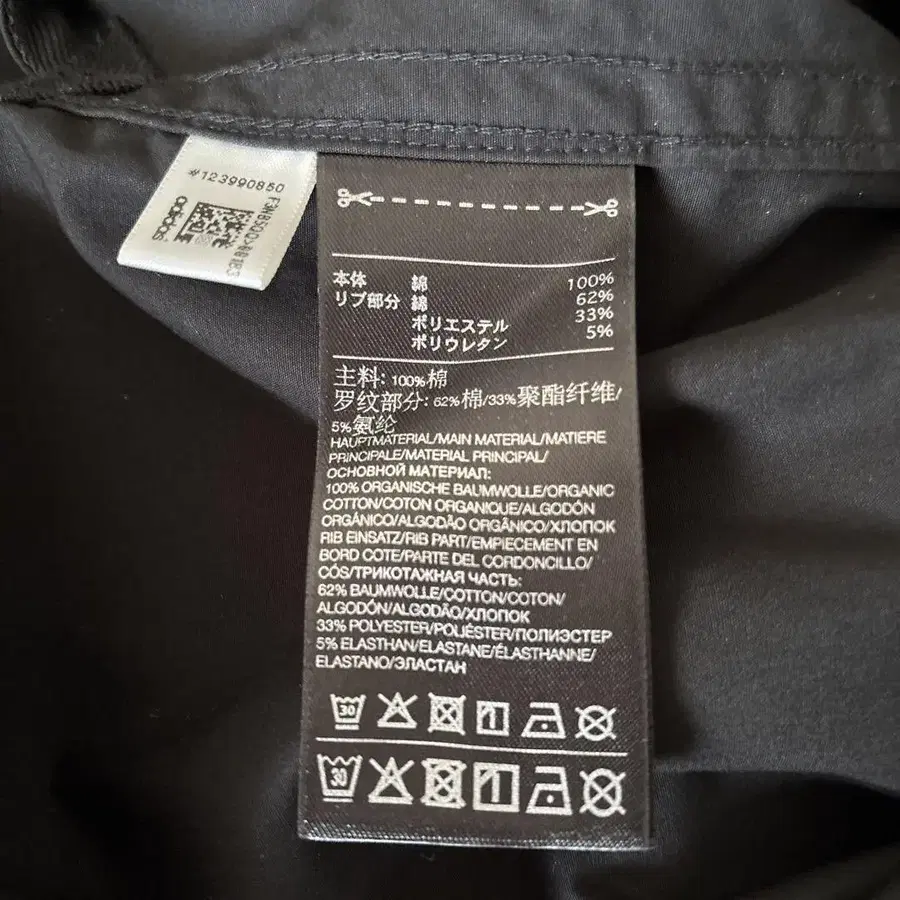 #123990850
adidas
本体 綿 100%
リブ部分 綿 62%
ポリエステル 33%
ポリウレタン 5%
主料: 100%棉
罗纹部分: 62%棉/33%聚酯纤维/
5%氨纶
HAUPTMATERIAL/MAIN MATERIAL/MATIERE
PRINCIPALE/MATERIAL PRINCIPAL/
ОСНОВНОЙ МАТЕРИАЛ:
100% ORGANISCHE BAUMWOLLE/ORGANIC
COTTON/COTON ORGANIQUE/ALGODÓN
ORGÁNICO/ALGODÃO ORGÂNICO/ХЛОПОК
RIB EINSATZ/RIB PART/EMPIECEMENT EN
BORD COTE/PARTE DEL CORDONCILLO/
CÓS/ТРИКОТАЖНАЯ ЧАСТЬ:
62% BAUMWOLLE/COTTON/COTON/
ALGODÓN/ALGODÃO/ХЛОПОК
33% POLYESTER/POLIÉSTER/ПОЛИЭСТЕР
5% ELASTHAN/ELASTANE/ÉLASTHANNE/
ELASTANO/ЭЛАСТАН
30
30